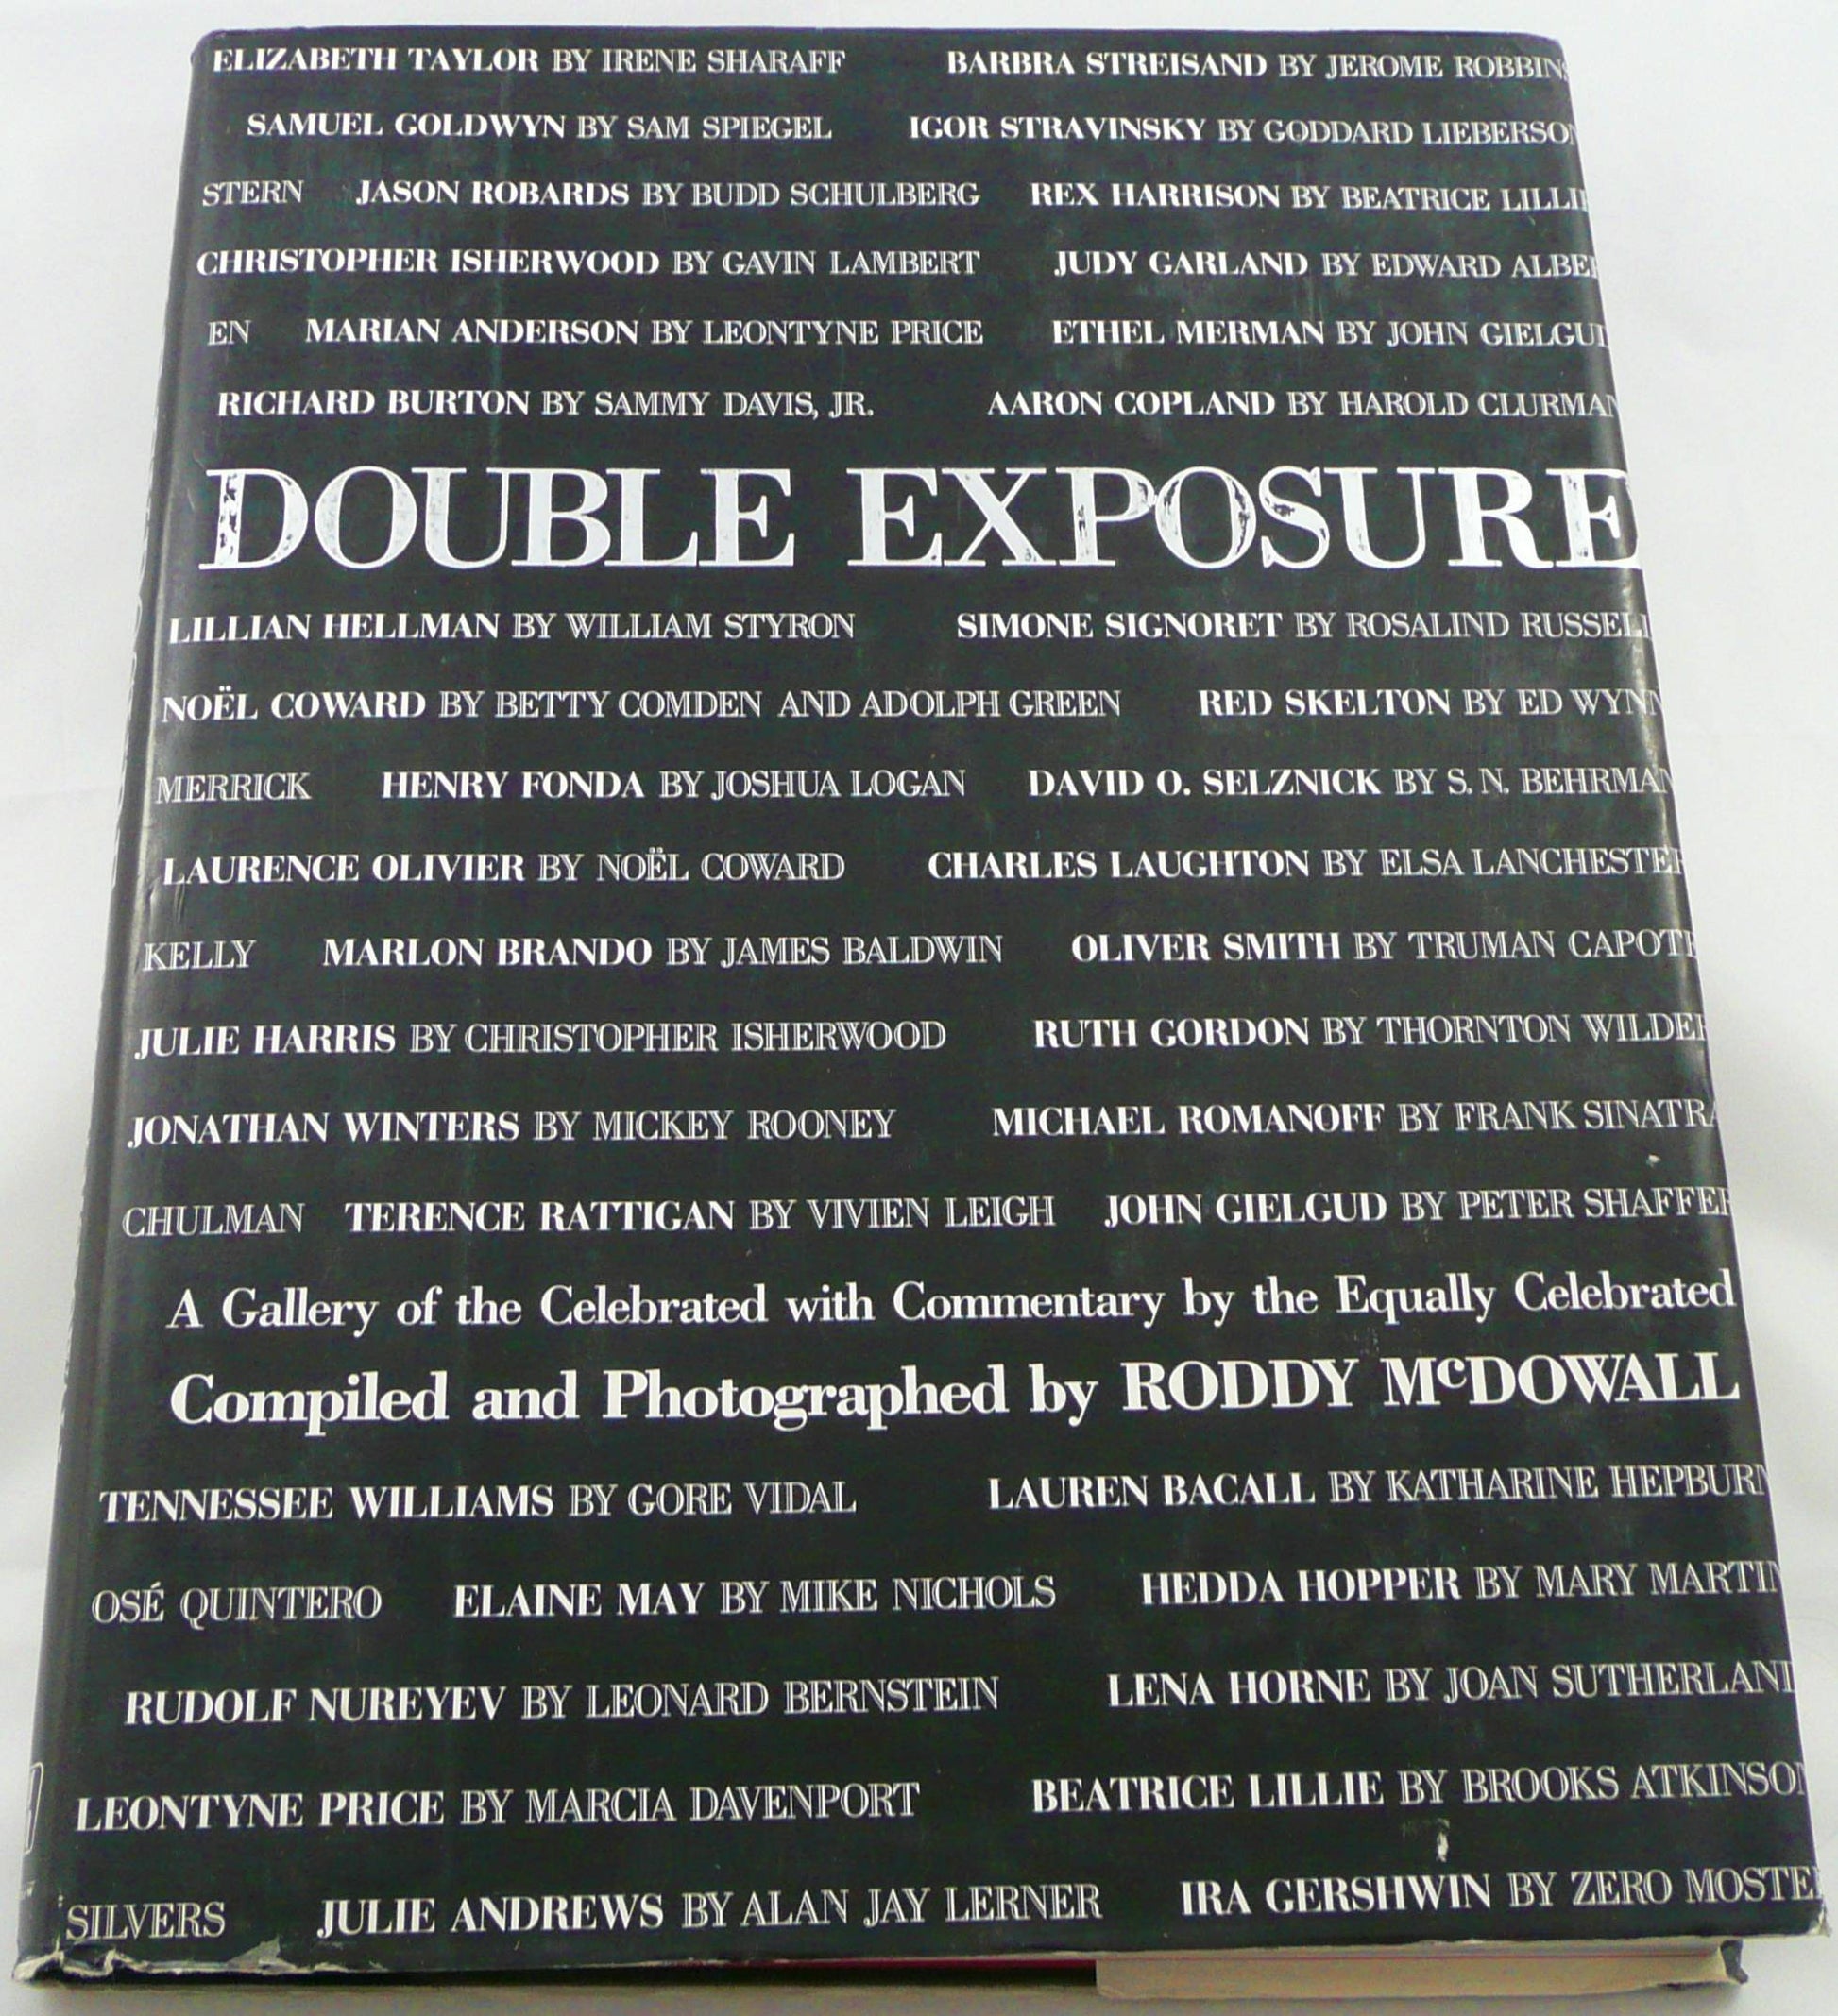 ELIZABETH TAYLOR BY IRENE SHARAFF BARBRA STREISAND BY JEROME ROBBINS
SAMUEL GOLDWYN BY SAM SPIEGEL IGOR STRAVINSKY BY GODDARD LIEBERSON
STERN JASON ROBARDS BY BUDD SCHULBERG REX HARRISON BY BEATRICE LILLIE
CHRISTOPHER ISHERWOOD BY GAVIN LAMBERT JUDY GARLAND BY EDWARD ALBEE
EN MARIAN ANDERSON BY LEONTYNE PRICE ETHEL MERMAN BY JOHN GIELGUD
RICHARD BURTON BY SAMMY DAVIS, JR. AARON COPLAND BY HAROLD CLURMAN
DOUBLE EXPOSURE
LILLIAN HELLMAN BY WILLIAM STYRON SIMONE SIGNORET BY ROSALIND RUSSELL
NOËL COWARD BY BETTY COMDEN AND ADOLPH GREEN RED SKELTON BY ED WYNN
MERRICK HENRY FONDA BY JOSHUA LOGAN DAVID O. SELZNICK BY S. N. BEHRMAN
LAURENCE OLIVIER BY NOËL COWARD CHARLES LAUGHTON BY ELSA LANCHESTER
KELLY MARLON BRANDO BY JAMES BALDWIN OLIVER SMITH BY TRUMAN CAPOTE
JULIE HARRIS BY CHRISTOPHER ISHERWOOD RUTH GORDON BY THORNTON WILDER
JONATHAN WINTERS BY MICKEY ROONEY MICHAEL ROMANOFF BY FRANK SINATRA
CHULMAN TERENCE RATTIGAN BY VIVIEN LEIGH JOHN GIELGUD BY PETER SHAFFER
A Gallery of the Celebrated with Commentary by the Equally Celebrated
Compiled and Photographed by RODDY McDOWALL
TENNESSEE WILLIAMS BY GORE VIDAL LAUREN BACALL BY KATHARINE HEPBURN
OSÉ QUINTERO ELAINE MAY BY MIKE NICHOLS HEDDA HOPPER BY MARY MARTIN
RUDOLF NUREYEV BY LEONARD BERNSTEIN LENA HORNE BY JOAN SUTHERLAND
LEONTYNE PRICE BY MARCIA DAVENPORT BEATRICE LILLIE BY BROOKS ATKINSON
SILVERS JULIE ANDREWS BY ALAN JAY LERNER IRA GERSHWIN BY ZERO MOSTEL